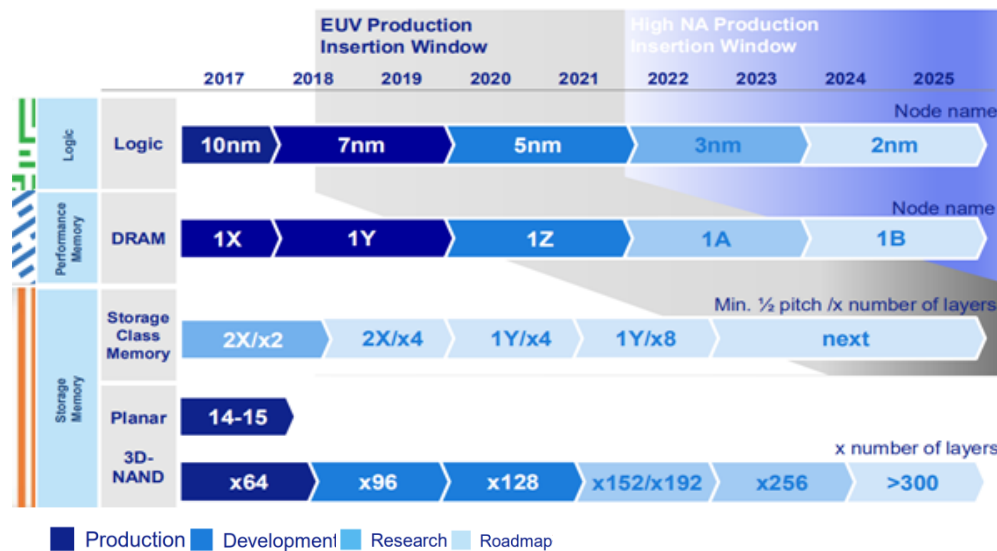 EUV Production
Insertion Window
High NA Production
Insertion Window
2017 2018 2019 2020 2021 2022 2023 2024 2025
Node name
Logic
Logic
10nm 7nm 5nm 3nm 2nm
Node name
Performance
Memory
DRAM
1X 1Y 1Z 1A 1B
Min. ½ pitch /x number of layers
Storage
Memory
Storage
Class
Memory
2X/x2 2X/x4 1Y/x4 1Y/x8 next
Planar
14-15
x number of layers
3D-
NAND
x64 x96 x128 x152/x192 x256 >300
Production Development Research Roadmap